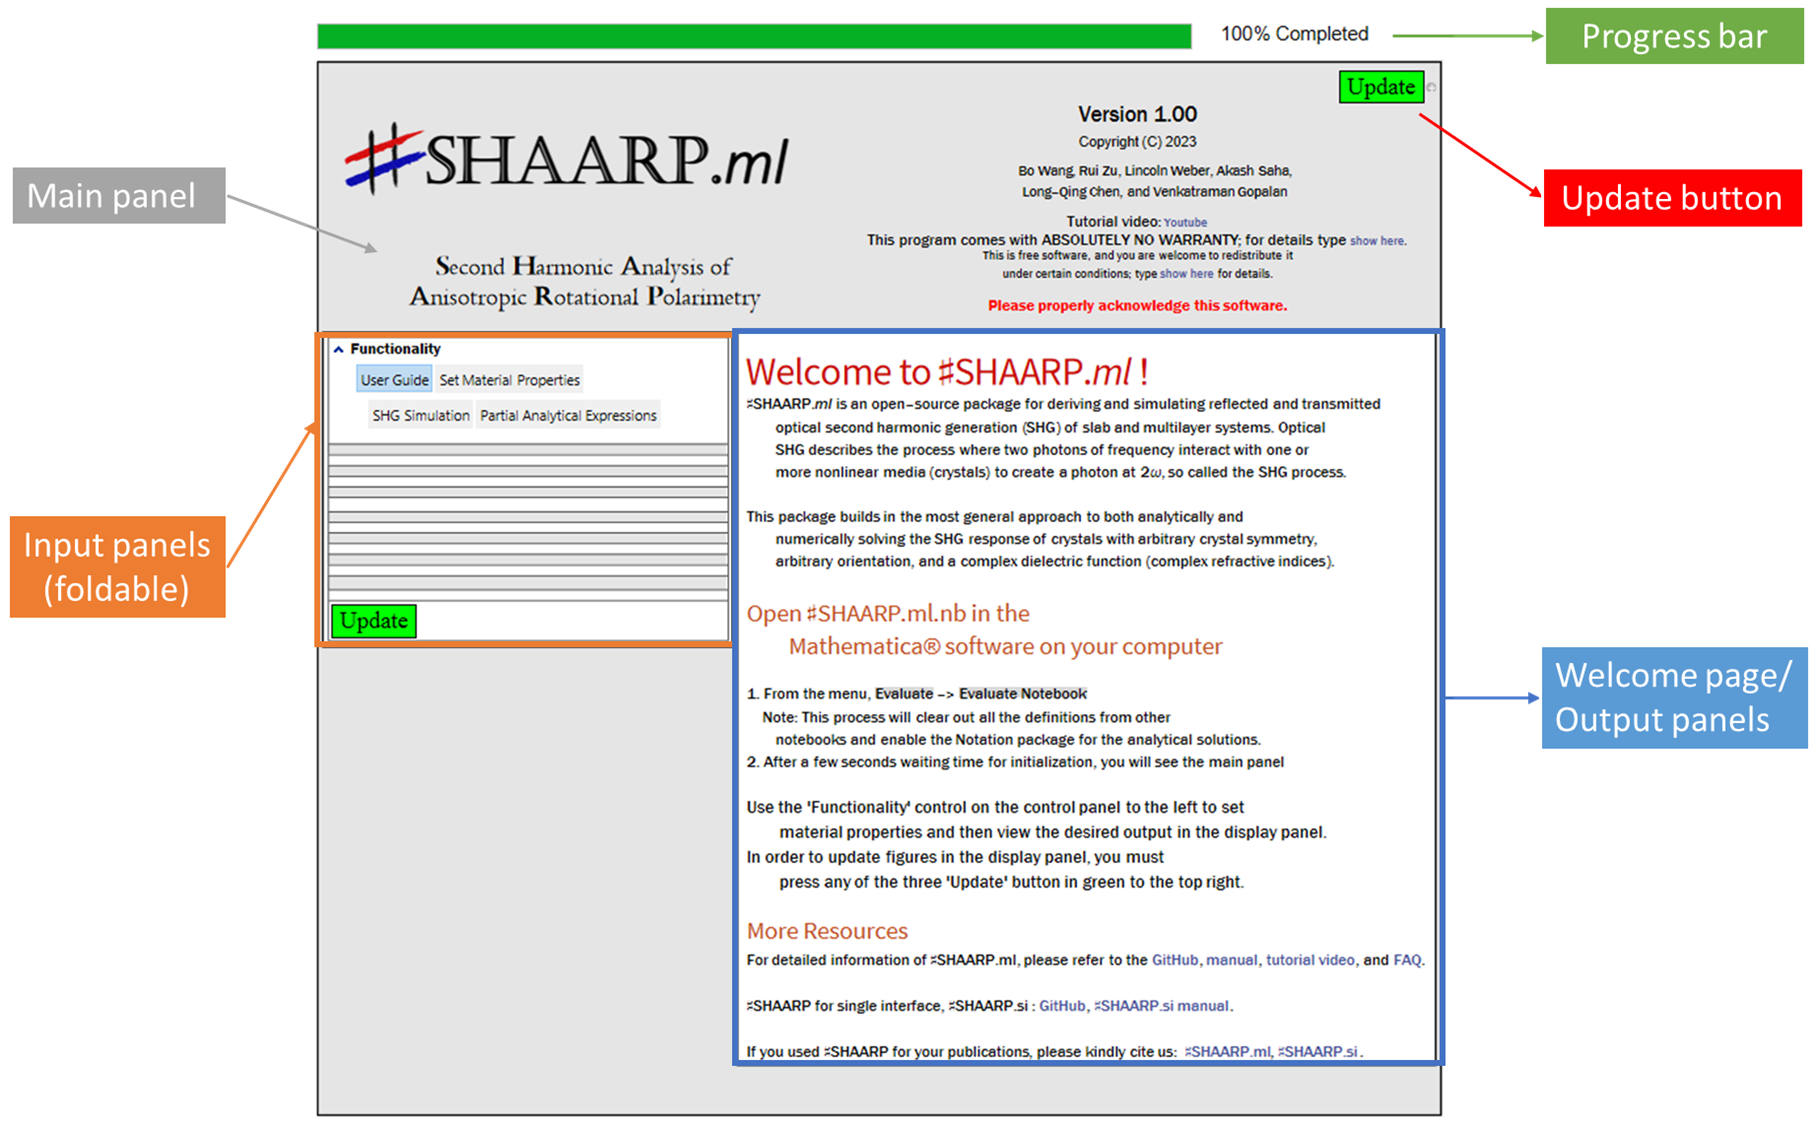 100% Completed
Progress bar
Update
Version 1.00
Copyright (C) 2023
Bo Wang, Rui Zu, Lincoln Weber, Akash Saha,
Long-Qing Chen, and Venkatraman Gopalan
#SHAARP.ml
Main panel
Update button
Tutorial video: Youtube
This program comes with ABSOLUTELY NO WARRANTY; for details type show here.
This is free software, and you are welcome to redistribute it
under certain conditions; type show here for details.
Please properly acknowledge this software.
Second Harmonic Analysis of
Anisotropic Rotational Polarimetry
Functionality
User Guide Set Material Properties
SHG Simulation Partial Analytical Expressions
Update
Input panels
(foldable)
Welcome to ♯SHAARP.ml !
♯SHAARP.ml is an open-source package for deriving and simulating reflected and transmitted
optical second harmonic generation (SHG) of slab and multilayer systems. Optical
SHG describes the process where two photons of frequency interact with one or
more nonlinear media (crystals) to create a photon at 2ω, so called the SHG process.
This package builds in the most general approach to both analytically and
numerically solving the SHG response of crystals with arbitrary crystal symmetry,
arbitrary orientation, and a complex dielectric function (complex refractive indices).
Open ♯SHAARP.ml.nb in the
Mathematica® software on your computer
1. From the menu, Evaluate -> Evaluate Notebook
Note: This process will clear out all the definitions from other
notebooks and enable the Notation package for the analytical solutions.
2. After a few seconds waiting time for initialization, you will see the main panel
Use the 'Functionality' control on the control panel to the left to set
material properties and then view the desired output in the display panel.
In order to update figures in the display panel, you must
press any of the three 'Update' button in green to the top right.
More Resources
For detailed information of ♯SHAARP.ml, please refer to the GitHub, manual, tutorial video, and FAQ.
♯SHAARP for single interface, ♯SHAARP.si : GitHub, ♯SHAARP.si manual.
If you used ♯SHAARP for your publications, please kindly cite us: ♯SHAARP.ml, ♯SHAARP.si .
Welcome page/
Output panels